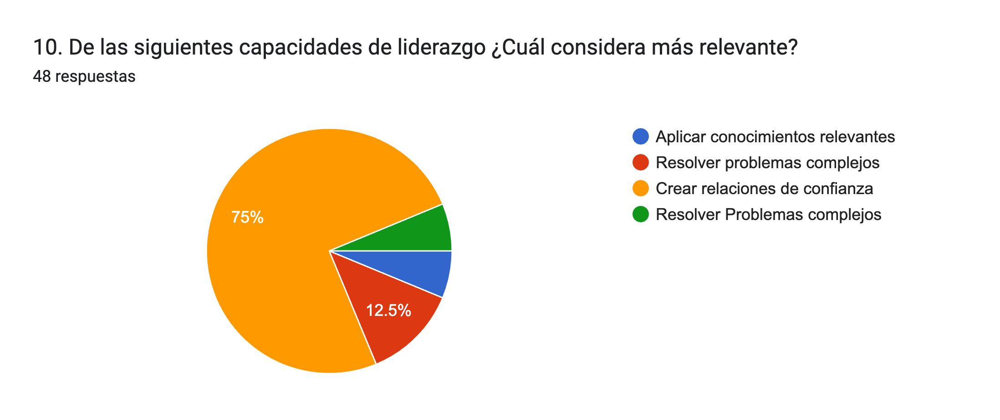 10. De las siguientes capacidades de liderazgo ¿Cuál considera más relevante?
48 respuestas
Aplicar conocimientos relevantes
Resolver problemas complejos
Crear relaciones de confianza
Resolver Problemas complejos
75%
12.5%